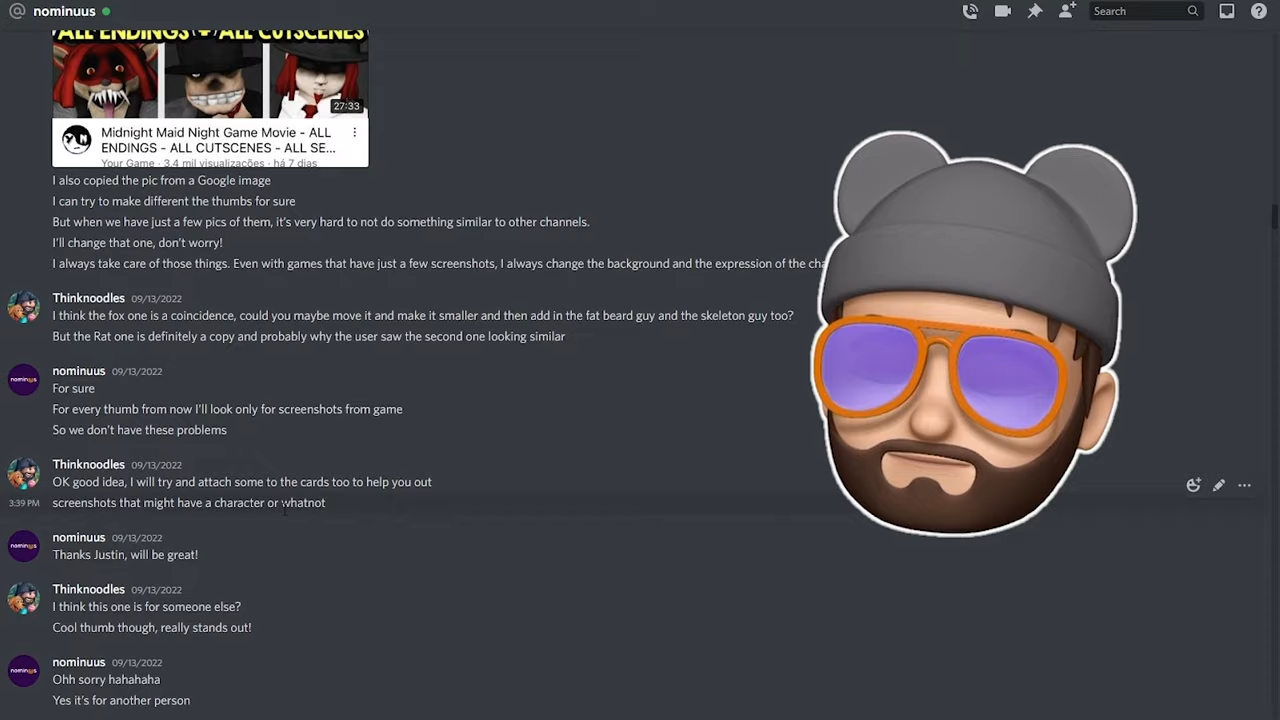 nominuus
Search
ALL ENDINGS + ALL CUTSCENES
27:33
Midnight Maid Night Game Movie - ALL
ENDINGS - ALL CUTSCENES - ALL SE...
Your Game · 3,4 mil visualizações · há 7 dias
I also copied the pic from a Google image
I can try to make different the thumbs for sure
But when we have just a few pics of them, it's very hard to not do something similar to other channels.
I'll change that one, don't worry!
I always take care of those things. Even with games that have just a few screenshots, I always change the background and the expression of the cha
Thinknoodles 09/13/2022
I think the fox one is a coincidence, could you maybe move it and make it smaller and then add in the fat beard guy and the skeleton guy too?
But the Rat one is definitely a copy and probably why the user saw the second one looking similar
nominuus
nominuus 09/13/2022
For sure
For every thumb from now I'll look only for screenshots from game
So we don't have these problems
Thinknoodles 09/13/2022
OK good idea, I will try and attach some to the cards too to help you out
3:39 PM screenshots that might have a character or whatnot
nominuus
nominuus 09/13/2022
Thanks Justin, will be great!
Thinknoodles 09/13/2022
I think this one is for someone else?
Cool thumb though, really stands out!
nominuus
nominuus 09/13/2022
Ohh sorry hahahaha
Yes it's for another person